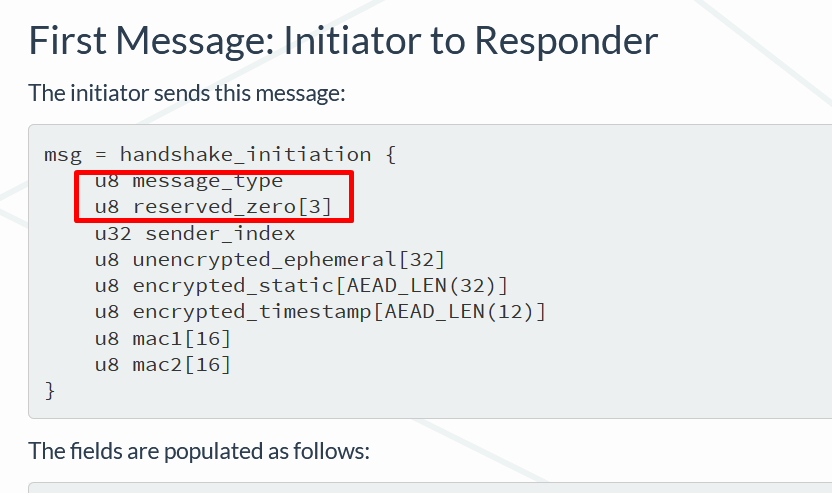 First Message: Initiator to Responder
The initiator sends this message:
msg = handshake_initiation {
    u8 message_type
    u8 reserved_zero[3]
    u32 sender_index
    u8 unencrypted_ephemeral[32]
    u8 encrypted_static[AEAD_LEN(32)]
    u8 encrypted_timestamp[AEAD_LEN(12)]
    u8 mac1[16]
    u8 mac2[16]
}
The fields are populated as follows: